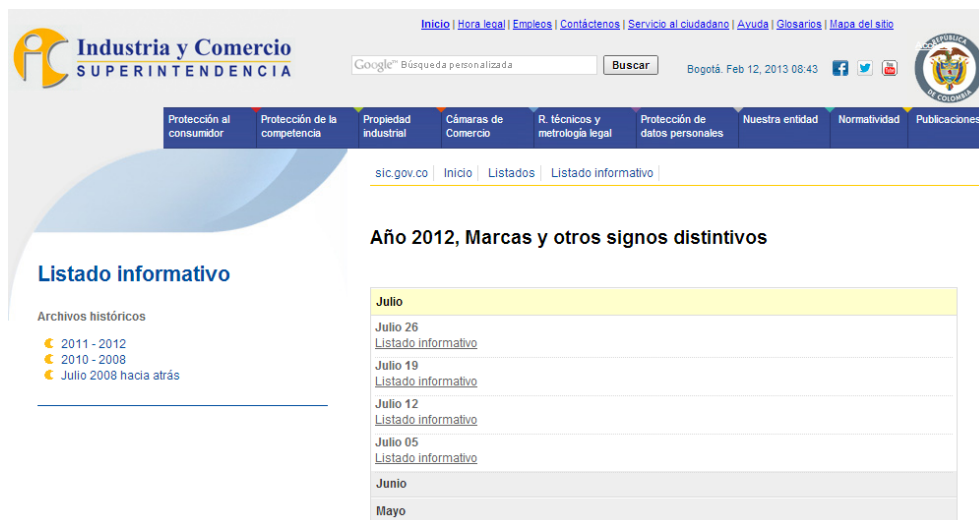 Inicio | Hora legal | Empleos | Contáctenos | Servicio al ciudadano | Ayuda | Glosarios | Mapa del sitio
Industria y Comercio
SUPERINTENDENCIA
Google™ Búsqueda personalizada
Buscar
Bogotá. Feb 12, 2013 08:43
REPÚBLICA
DE COLOMBIA
Protección al consumidor
Protección de la competencia
Propiedad industrial
Cámaras de Comercio
R. técnicos y metrología legal
Protección de datos personales
Nuestra entidad
Normatividad
Publicaciones
sic.gov.co | Inicio | Listados | Listado informativo |
Año 2012, Marcas y otros signos distintivos
Listado informativo
Archivos históricos
2011 - 2012
2010 - 2008
Julio 2008 hacia atrás
Julio
Julio 26
Listado informativo
Julio 19
Listado informativo
Julio 12
Listado informativo
Julio 05
Listado informativo
Junio
Mayo